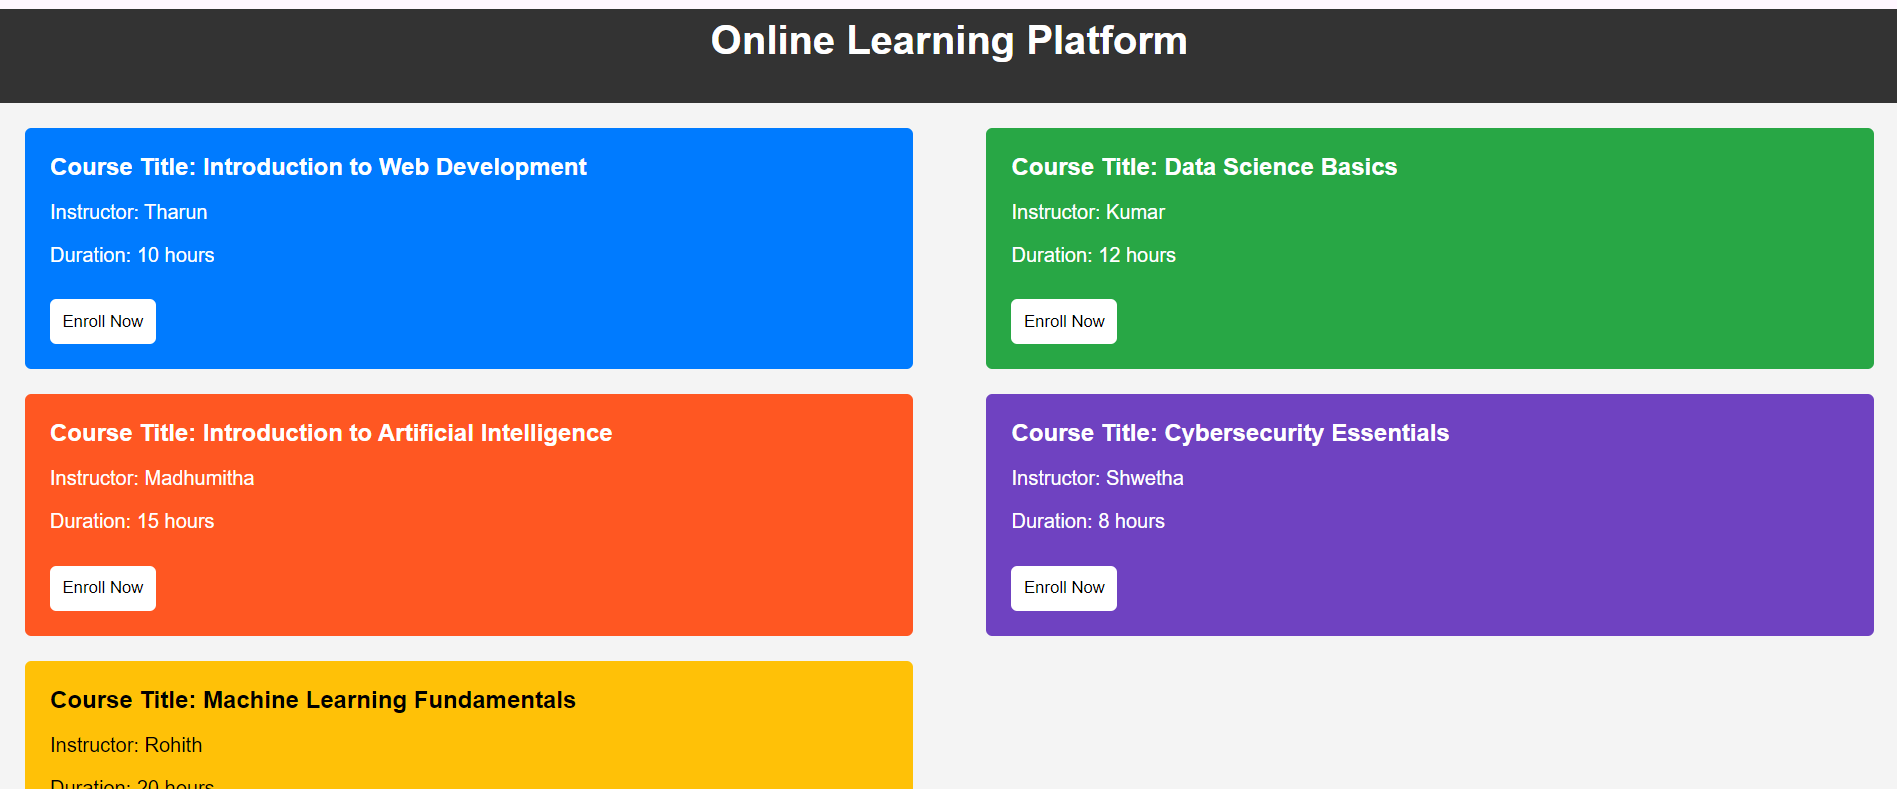 Online Learning Platform
Course Title: Introduction to Web Development
Instructor: Tharun
Duration: 10 hours
Enroll Now
Course Title: Data Science Basics
Instructor: Kumar
Duration: 12 hours
Enroll Now
Course Title: Introduction to Artificial Intelligence
Instructor: Madhumitha
Duration: 15 hours
Enroll Now
Course Title: Cybersecurity Essentials
Instructor: Shwetha
Duration: 8 hours
Enroll Now
Course Title: Machine Learning Fundamentals
Instructor: Rohith
Duration: 20 hours